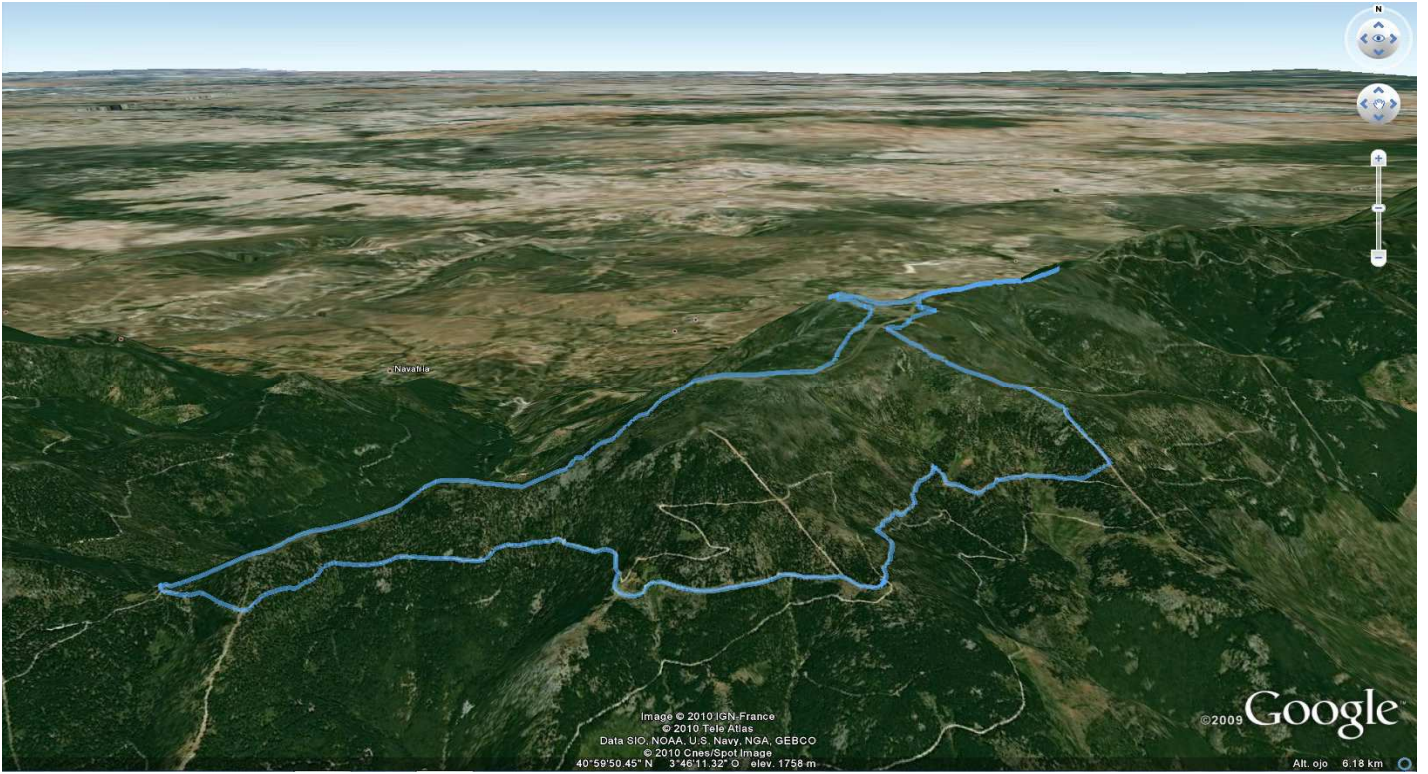 N
Navafria
Image © 2010 IGN-France
© 2010 Tele Atlas
Data SIO, NOAA, U.S. Navy, NGA, GEBCO
© 2010 Cnes/Spot Image
©2009 Google
40°59'50.45" N 3°46'11.32" O elev. 1758 m
Alt. ojo 6.18 km